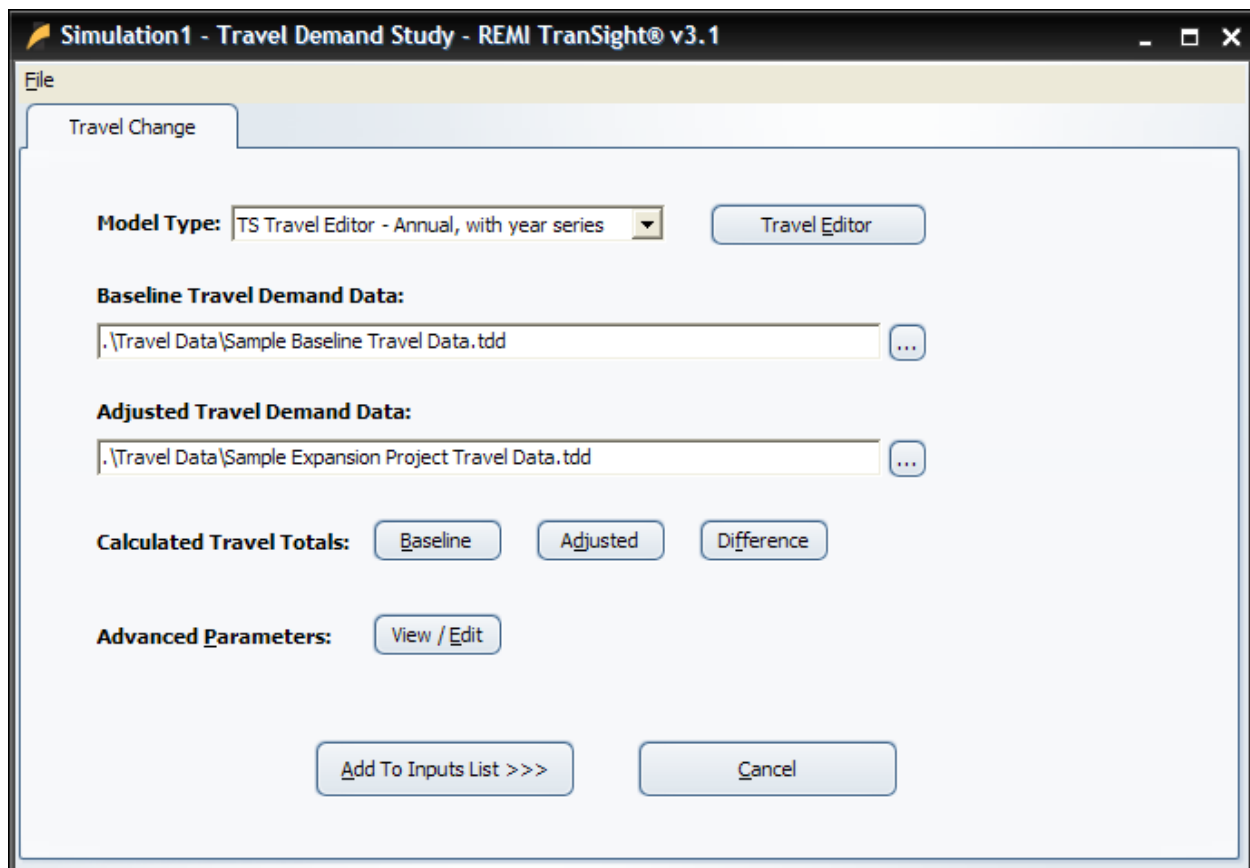 Simulation1 - Travel Demand Study - REMI TranSight® v3.1
File
Travel Change
Model Type: TS Travel Editor - Annual, with year series Travel Editor
Baseline Travel Demand Data:
.\Travel Data\Sample Baseline Travel Data.tdd ...
Adjusted Travel Demand Data:
.\Travel Data\Sample Expansion Project Travel Data.tdd ...
Calculated Travel Totals: Baseline Adjusted Difference
Advanced Parameters: View / Edit
Add To Inputs List >>> Cancel